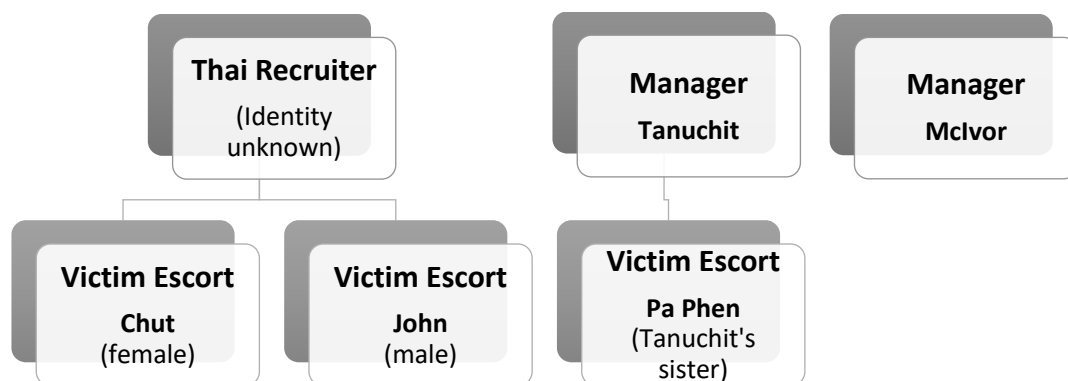 Thai Recruiter
(Identity
unknown)
Manager
Tanuchit
Manager
McIvor
Victim Escort
Chut
(female)
Victim Escort
John
(male)
Victim Escort
Pa Phen
(Tanuchit's
sister)